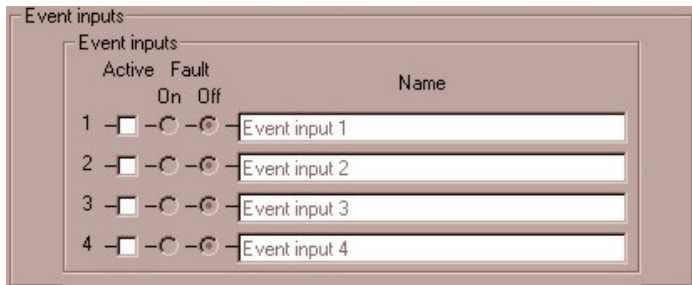 Event inputs
Event inputs
Active Fault
Name
On Off
1 Event input 1
2 Event input 2
3 Event input 3
4 Event input 4